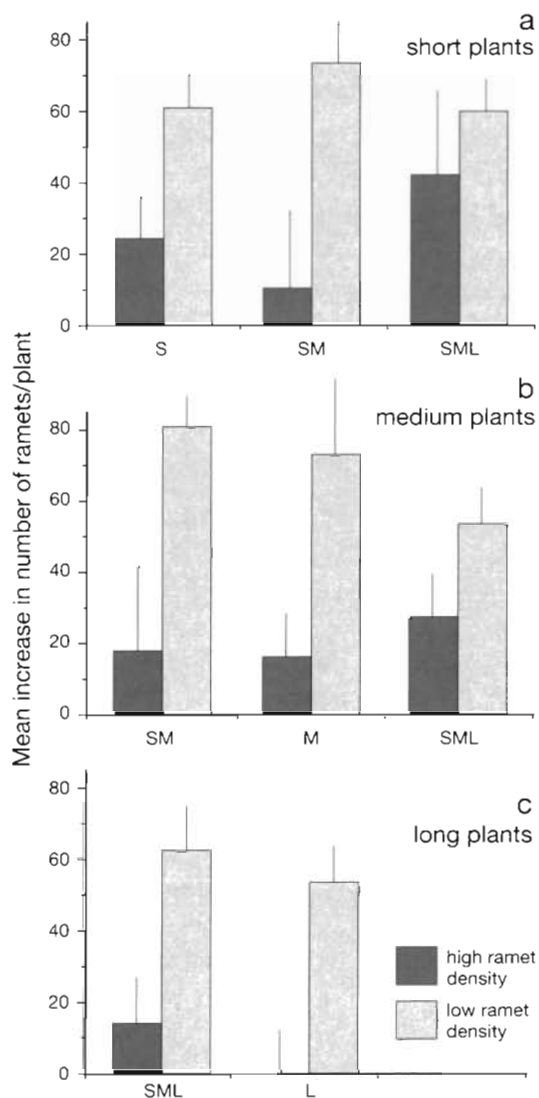 a
short plants
80
60
40
20
0
S SM SML
Mean increase in number of ramets/plant
b
medium plants
80
60
40
20
0
SM M SML
c
long plants
80
60
40
20
0
high ramet
density
low ramet
density
SML L